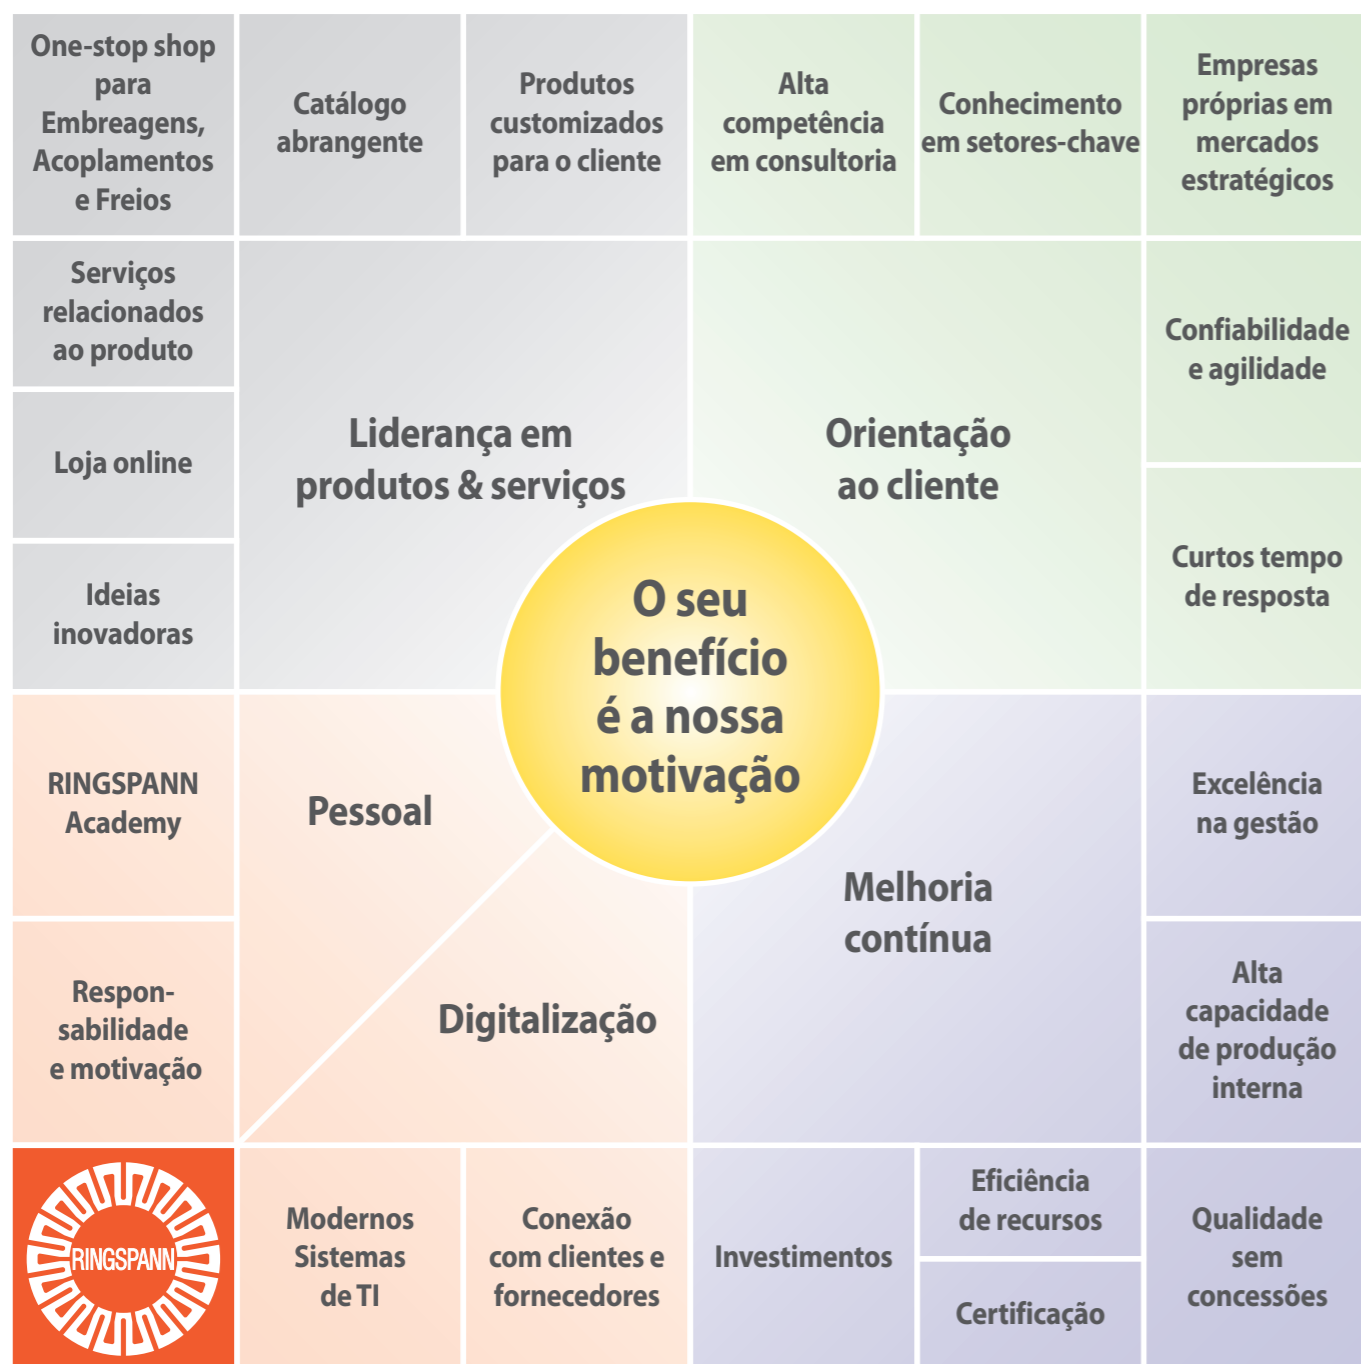 One-stop shop
para
Embreagens,
Acoplamentos
e Freios
Catálogo
abrangente
Produtos
customizados
para o cliente
Alta
competência
em consultoria
Conhecimento
em setores-chave
Empresas
próprias em
mercados
estratégicos
Serviços
relacionados
ao produto
Loja online
Ideias
inovadoras
Liderança em
produtos & serviços
Orientação
ao cliente
Confiabilidade
e agilidade
Curtos tempo
de resposta
O seu
benefício
é a nossa
motivação
RINGSPANN
Academy
Respon-
sabilidade
e motivação
Pessoal
Digitalização
Melhoria
contínua
Excelência
na gestão
Alta
capacidade
de produção
interna
RINGSPANN
Modernos
Sistemas
de TI
Conexão
com clientes e
fornecedores
Investimentos
Eficiência
de recursos
Certificação
Qualidade
sem
concessões